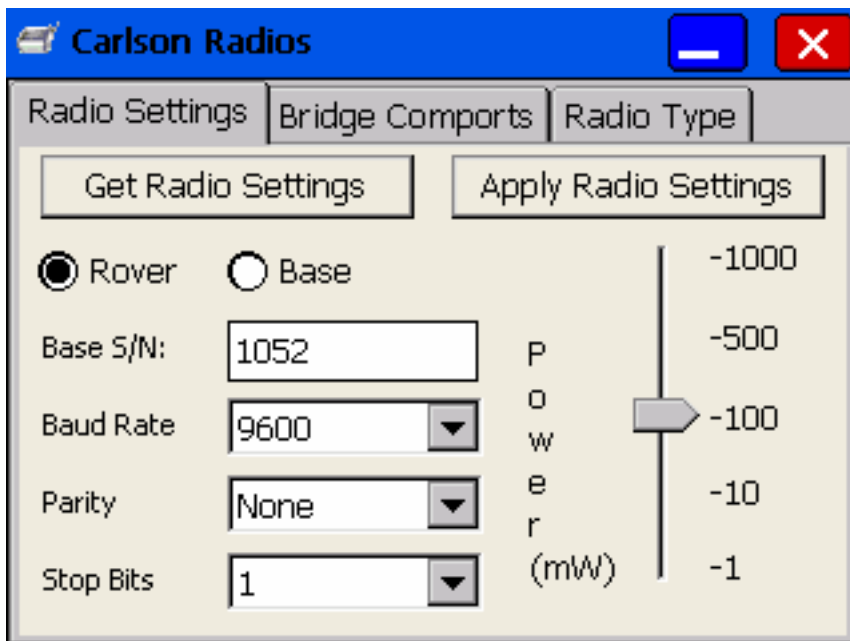 Carlson Radios
Radio Settings
Bridge Comports
Radio Type
Get Radio Settings
Apply Radio Settings
Rover
Base
Base S/N:
1052
Baud Rate
9600
Parity
None
Stop Bits
1
Power
(mW)
-1000
-500
-100
-10
-1